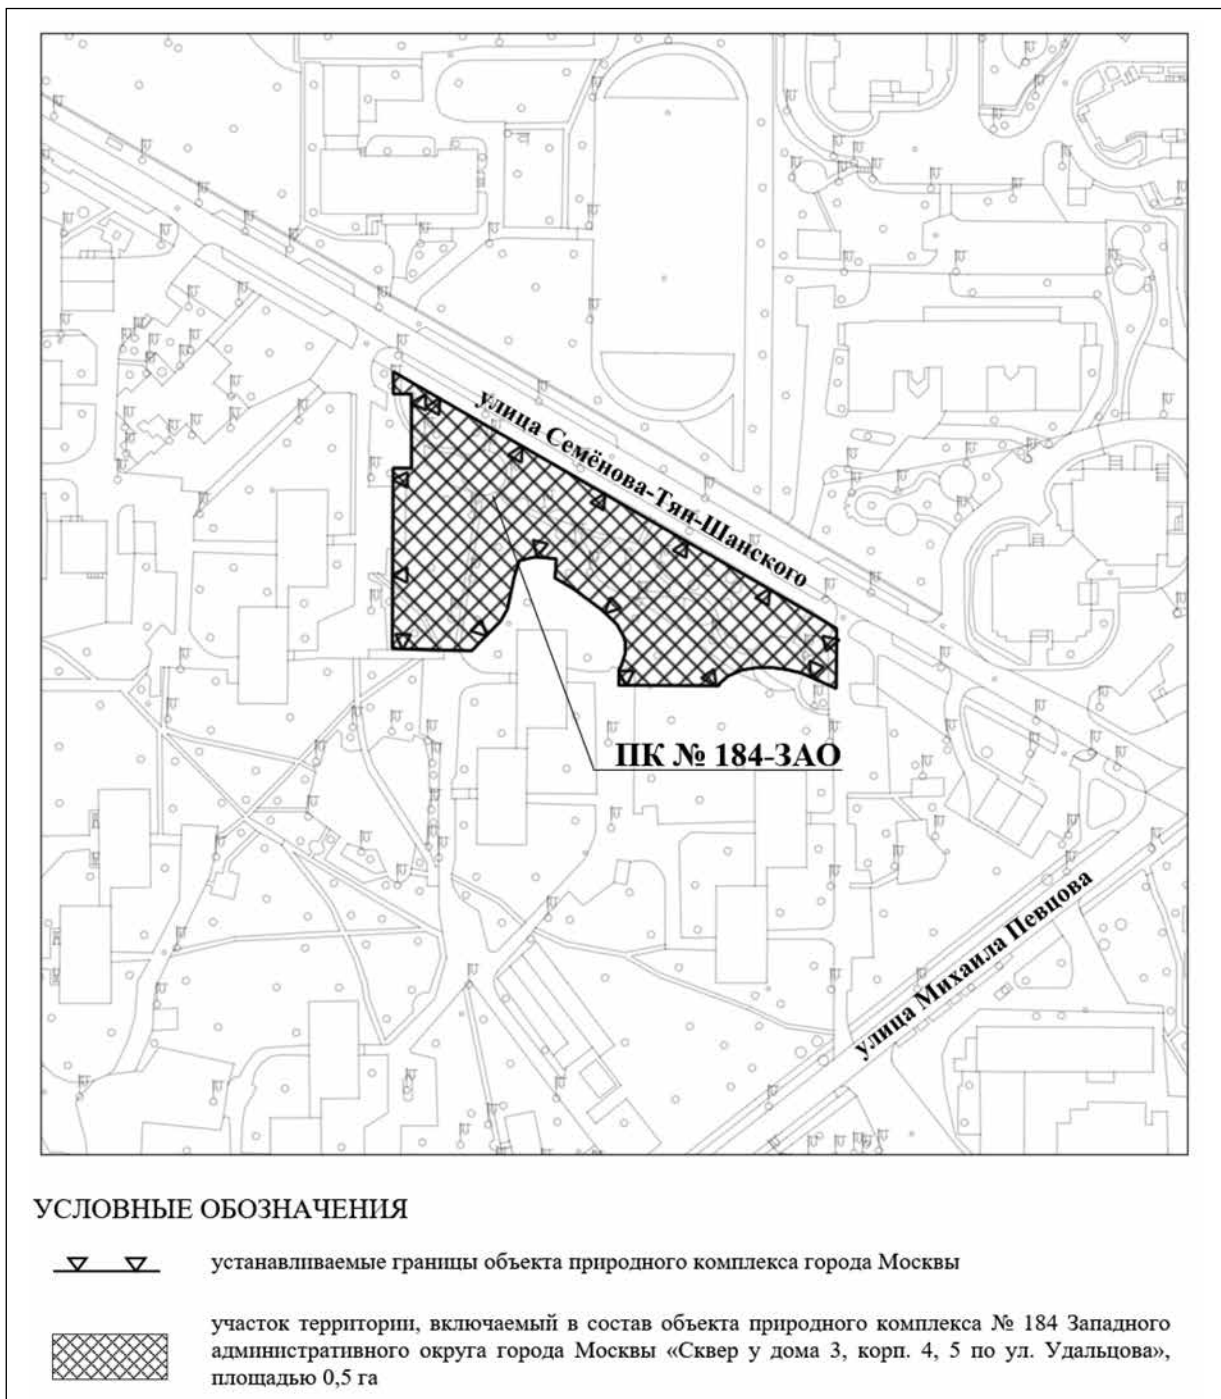 улица Семёнова-Тян-Шанского
ПК № 184-ЗАО
улица Михаила Певцова
УСЛОВНЫЕ ОБОЗНАЧЕНИЯ
устанавливаемые границы объекта природного комплекса города Москвы
участок территории, включаемый в состав объекта природного комплекса № 184 Западного
административного округа города Москвы «Сквер у дома 3, корп. 4, 5 по ул. Удальцова»,
площадью 0,5 га